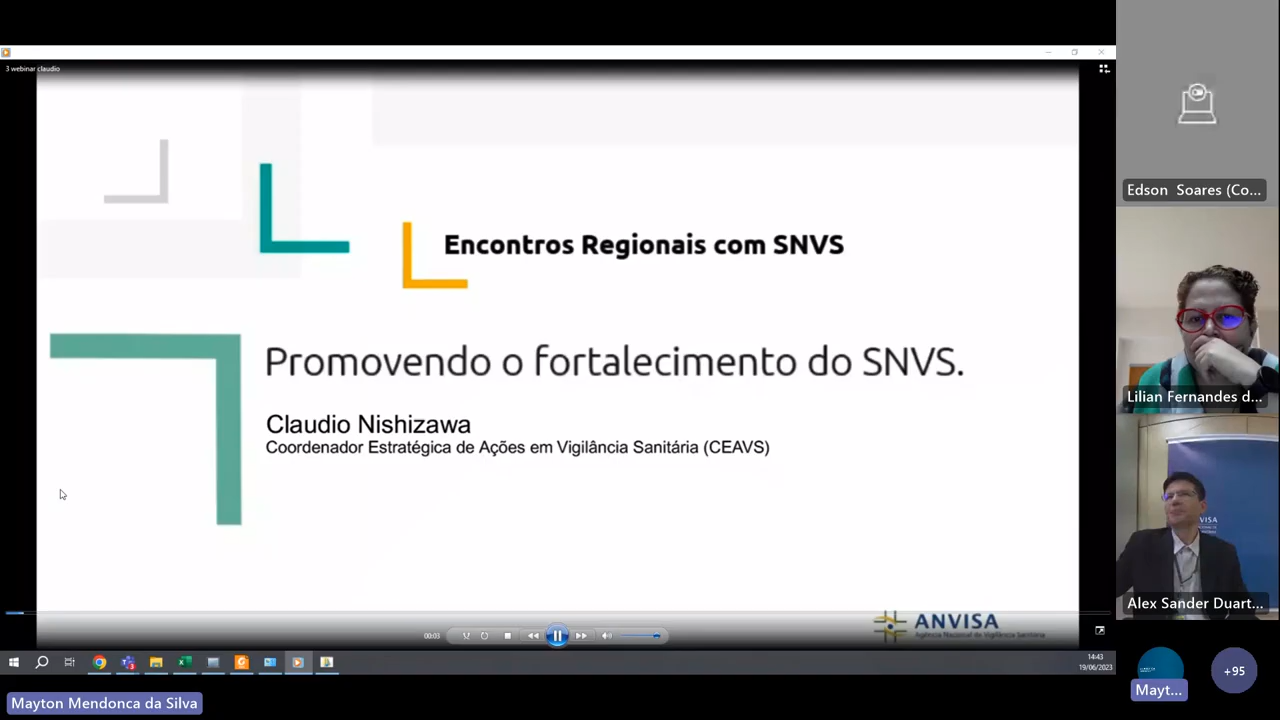 3 webinar claudio
Encontros Regionais com SNVS
Promovendo o fortalecimento do SNVS.
Claudio Nishizawa
Coordenador Estratégica de Ações em Vigilância Sanitária (CEAVS)
ANVISA
Agência Nacional de Vigilância Sanitária
00:03
14:43
19/06/2023
Mayton Mendonca da Silva
Edson Soares (Co...
Lilian Fernandes d...
VISA
Alex Sander Duart...
Mayt...
+95